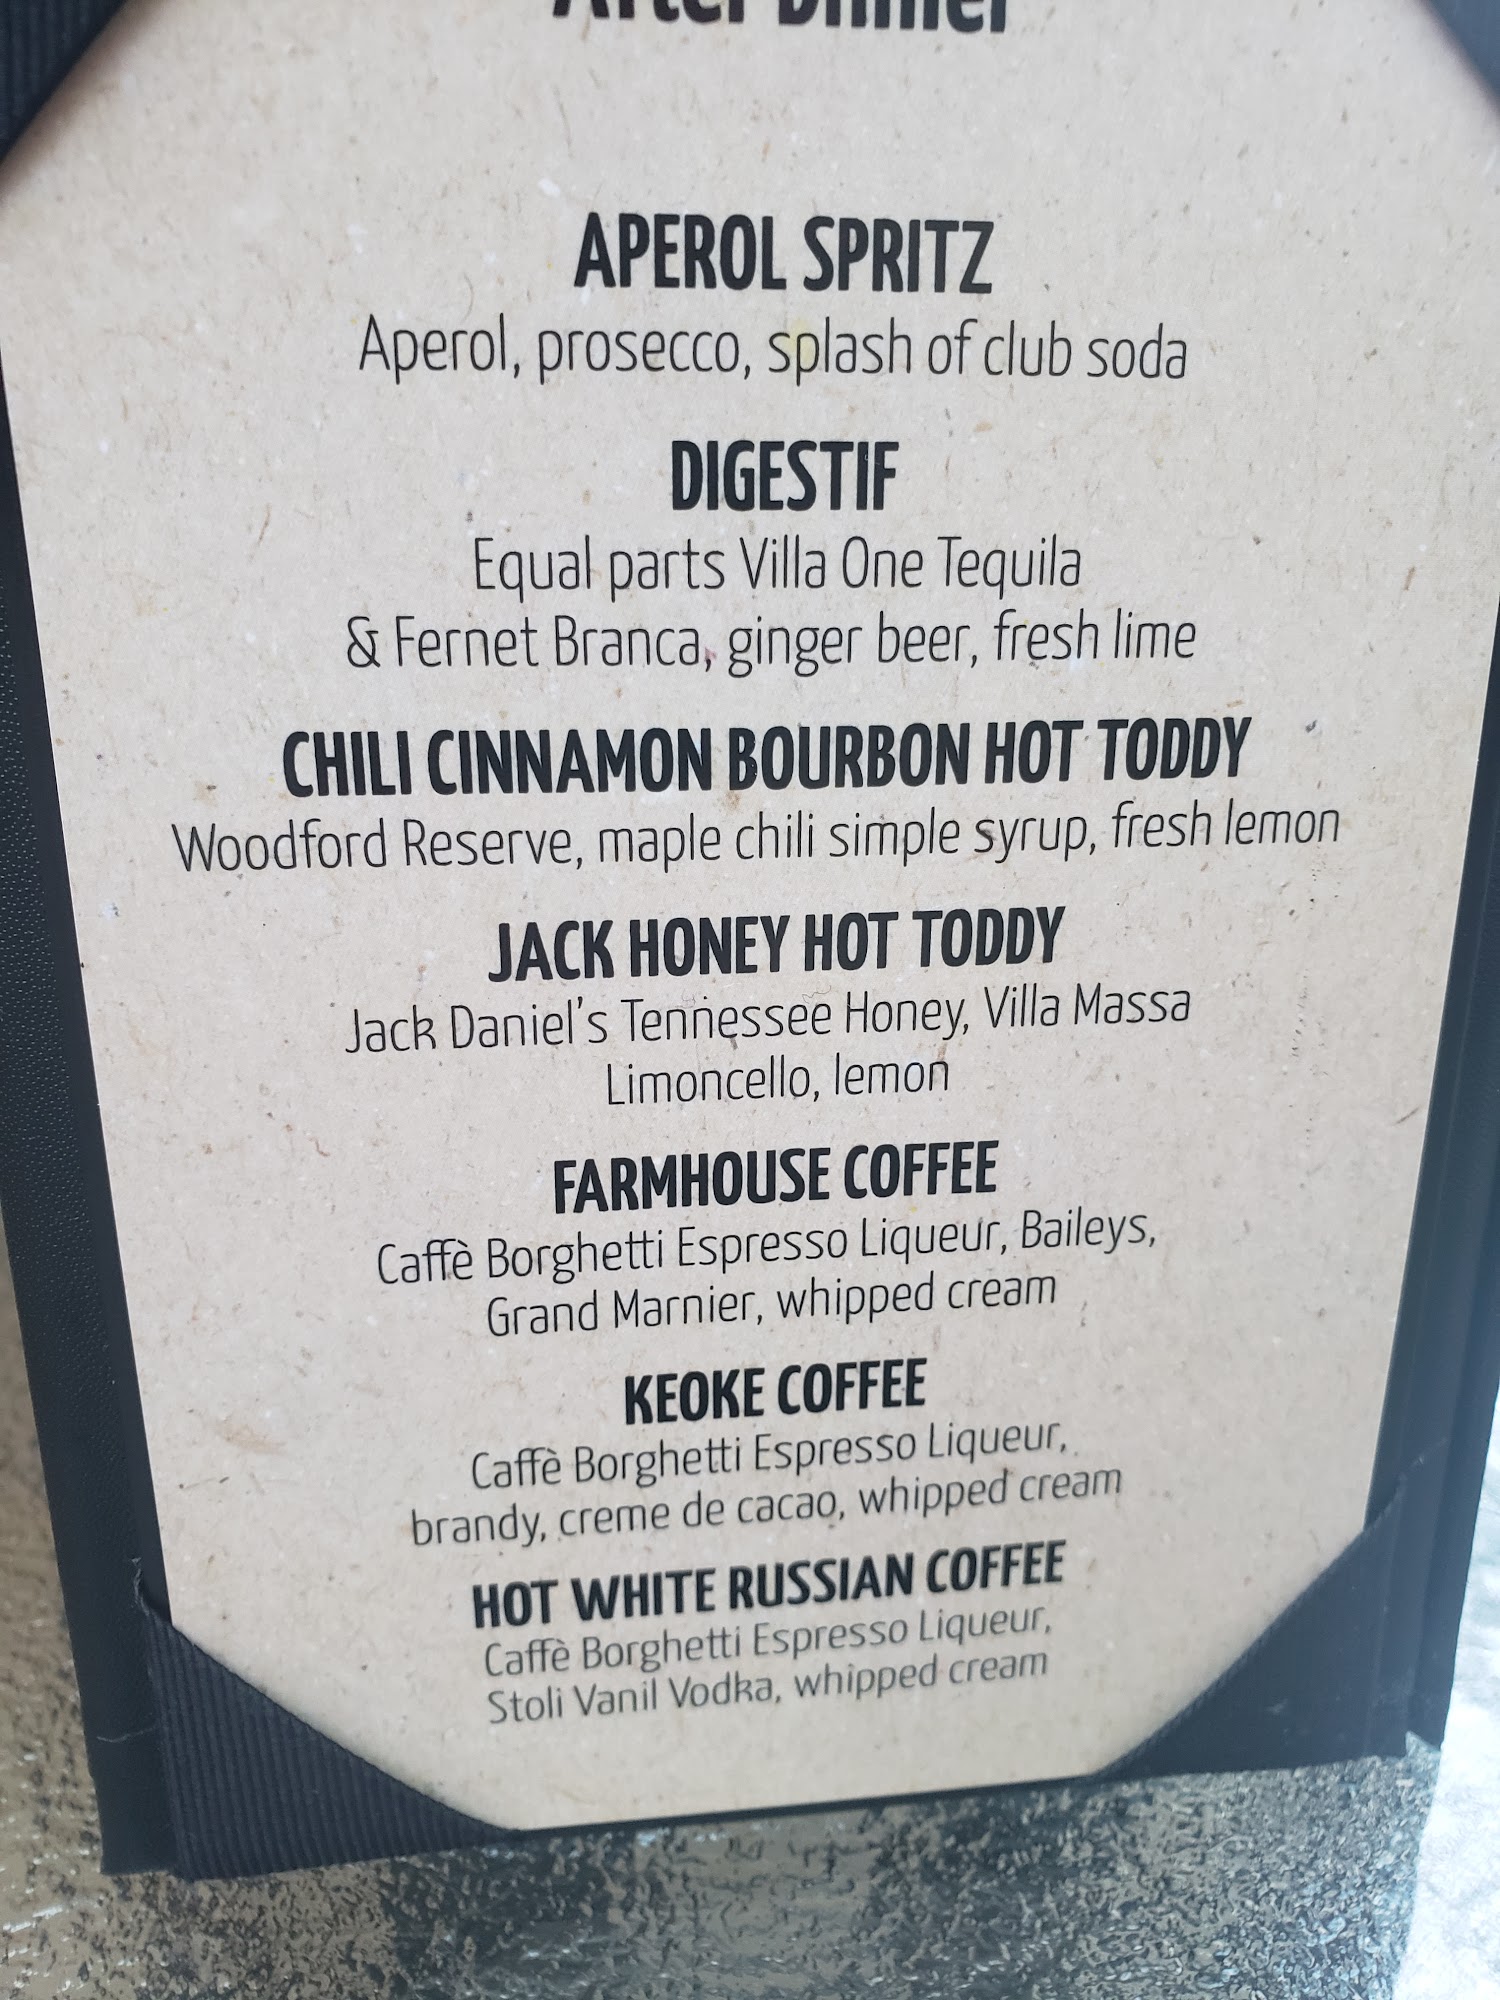 After Dinner
APEROL SPRITZ
Aperol, prosecco, splash of club soda
DIGESTIF
Equal parts Villa One Tequila
& Fernet Branca, ginger beer, fresh lime
CHILI CINNAMON BOURBON HOT TODDY
Woodford Reserve, maple chili simple syrup, fresh lemon
JACK HONEY HOT TODDY
Jack Daniel's Tennessee Honey, Villa Massa
Limoncello, lemon
FARMHOUSE COFFEE
Caffè Borghetti Espresso Liqueur, Baileys,
Grand Marnier, whipped cream
KEOKE COFFEE
Caffè Borghetti Espresso Liqueur,
brandy, creme de cacao, whipped cream
HOT WHITE RUSSIAN COFFEE
Caffè Borghetti Espresso Liqueur,
Stoli Vanil Vodka, whipped cream